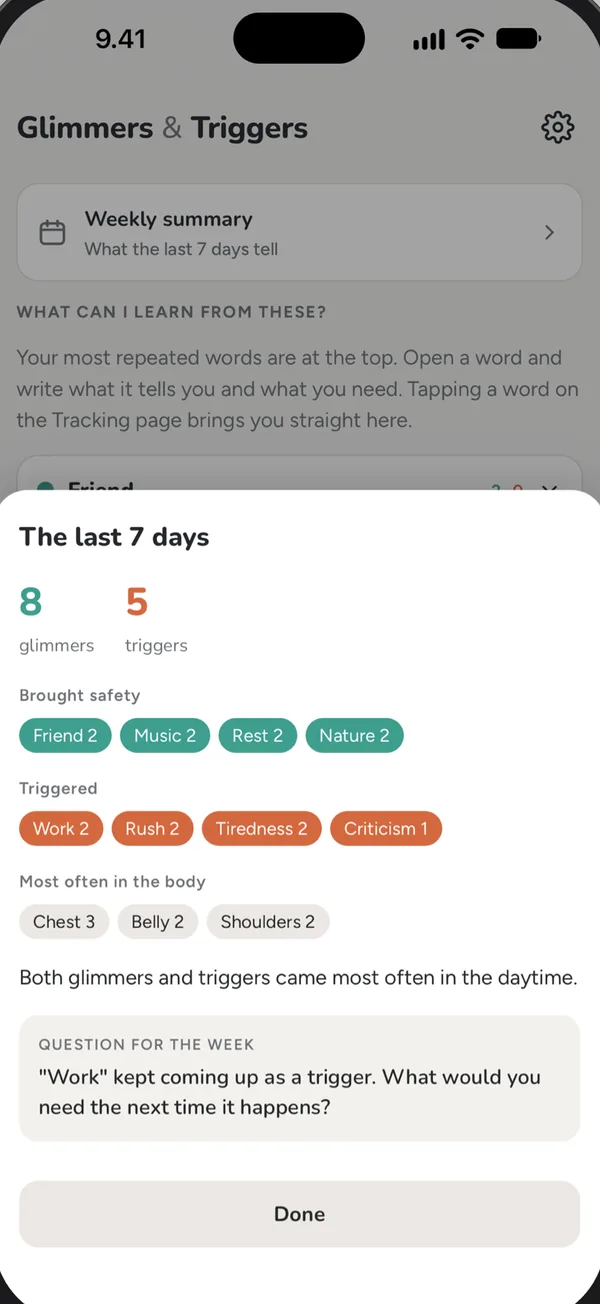 9.41
Glimmers & Triggers
Weekly summary
What the last 7 days tell
WHAT CAN I LEARN FROM THESE?
Your most repeated words are at the top. Open a word and
write what it tells you and what you need. Tapping a word on
the Tracking page brings you straight here.
Friend
The last 7 days
8 5
glimmers triggers
Brought safety
Friend 2 Music 2 Rest 2 Nature 2
Triggered
Work 2 Rush 2 Tiredness 2 Criticism 1
Most often in the body
Chest 3 Belly 2 Shoulders 2
Both glimmers and triggers came most often in the daytime.
QUESTION FOR THE WEEK
"Work" kept coming up as a trigger. What would you
need the next time it happens?
Done